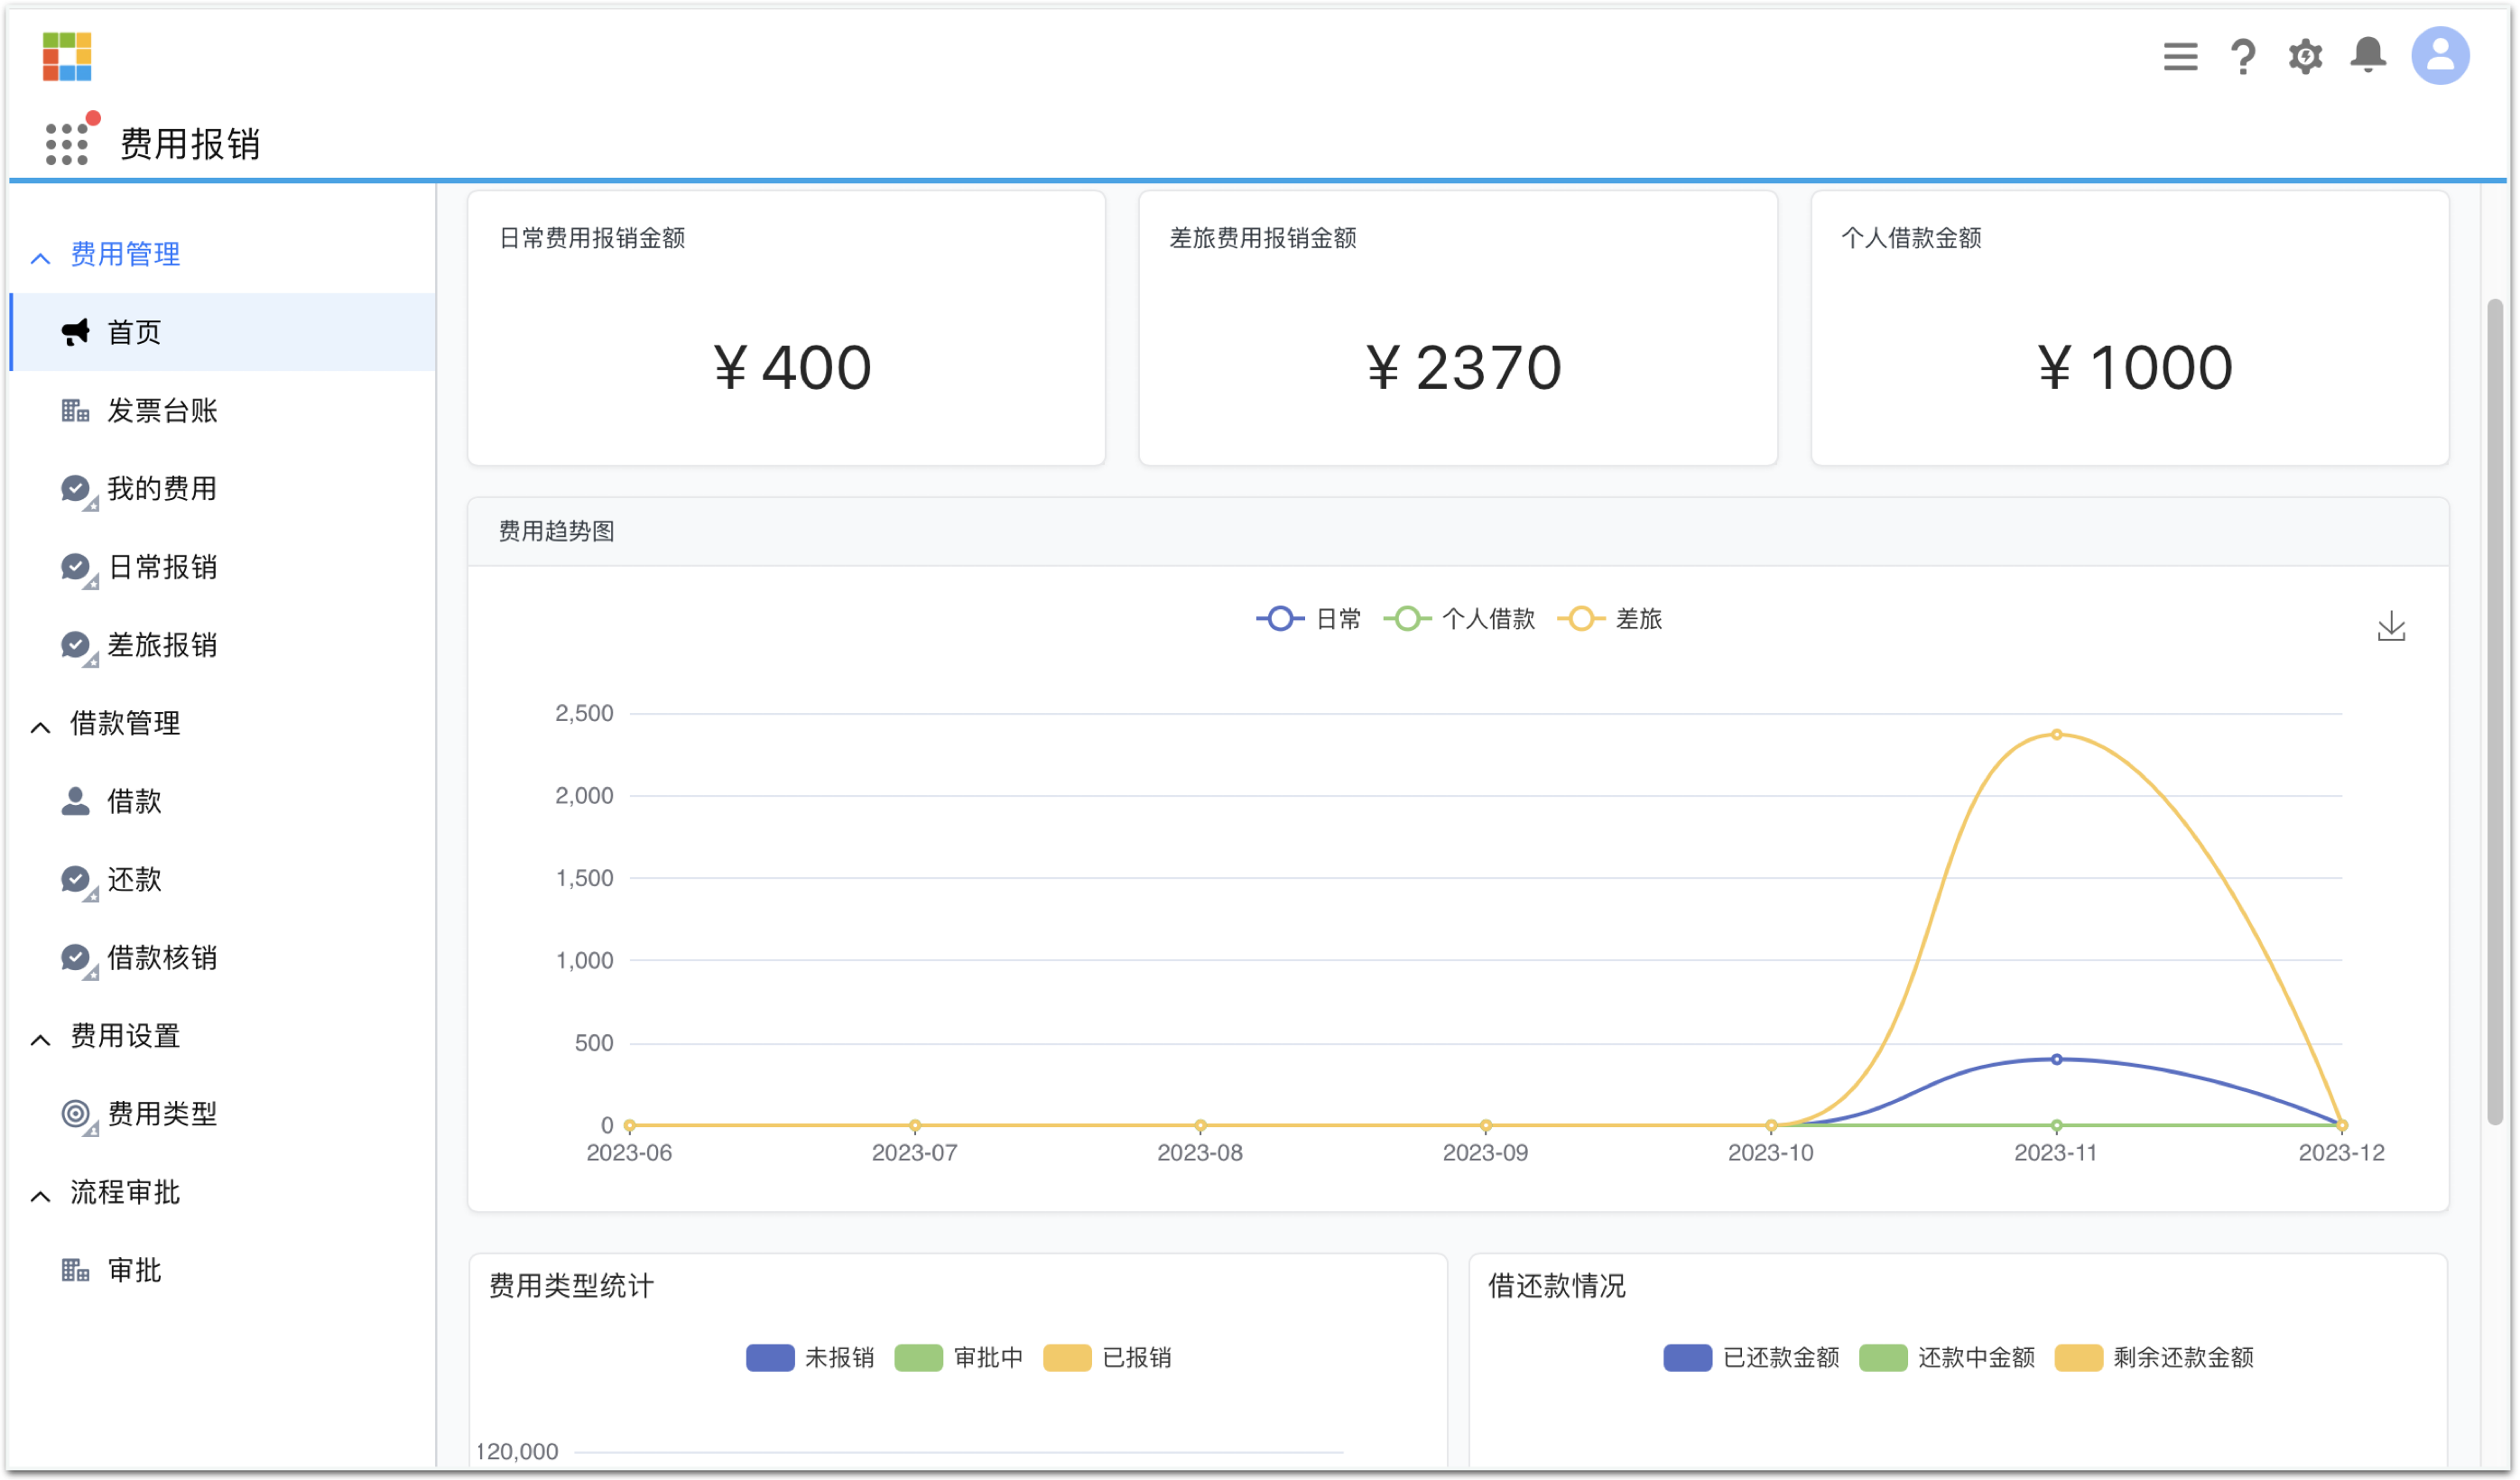 费用报销
费用管理
首页
发票台账
我的费用
日常报销
差旅报销
借款管理
借款
还款
借款核销
费用设置
费用类型
流程审批
审批
日常费用报销金额
¥ 400
差旅费用报销金额
¥ 2370
个人借款金额
¥ 1000
费用趋势图
日常 个人借款 差旅
2,500
2,000
1,500
1,000
500
0
2023-06 2023-07 2023-08 2023-09 2023-10 2023-11 2023-12
费用类型统计
未报销 审批中 已报销
120,000
借还款情况
已还款金额 还款中金额 剩余还款金额